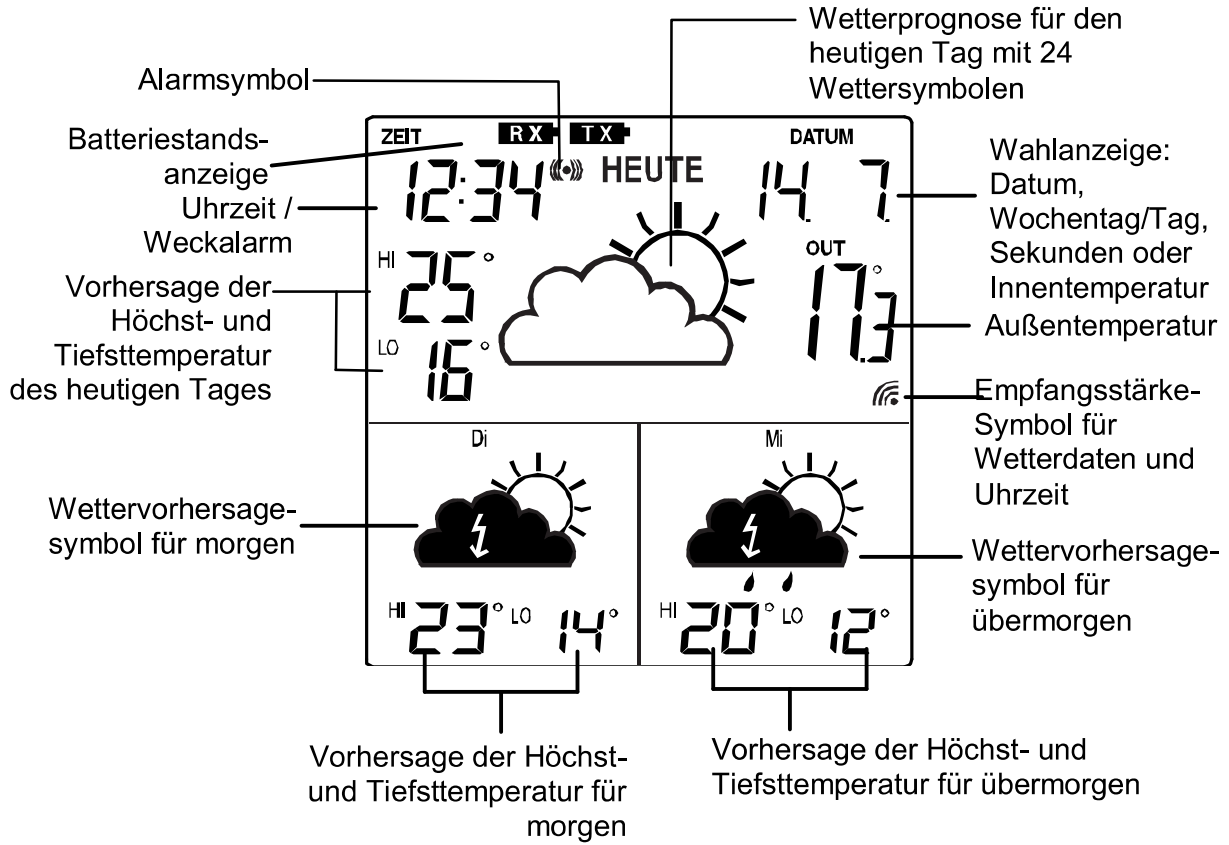 Wetterprognose für den
heutigen Tag mit 24
Wettersymbolen
Alarmsymbol
Batteriestands-
anzeige
Uhrzeit /
Weckalarm
Vorhersage der
Höchst- und
Tiefsttemperatur
des heutigen Tages
ZEIT
RX TX
DATUM
12:34 HEUTE 14. 7.
HI 25°
OUT
17.3°
LO 16°
Wahlanzeige:
Datum,
Wochentag/Tag,
Sekunden oder
Innentemperatur
Außentemperatur
Empfangsstärke-
Symbol für
Wetterdaten und
Uhrzeit
Di
Mi
Wettervorhersage-
symbol für morgen
Wettervorhersage-
symbol für
übermorgen
HI 23° LO 14°
HI 20° LO 12°
Vorhersage der Höchst-
und Tiefsttemperatur für
morgen
Vorhersage der Höchst- und
Tiefsttemperatur für übermorgen